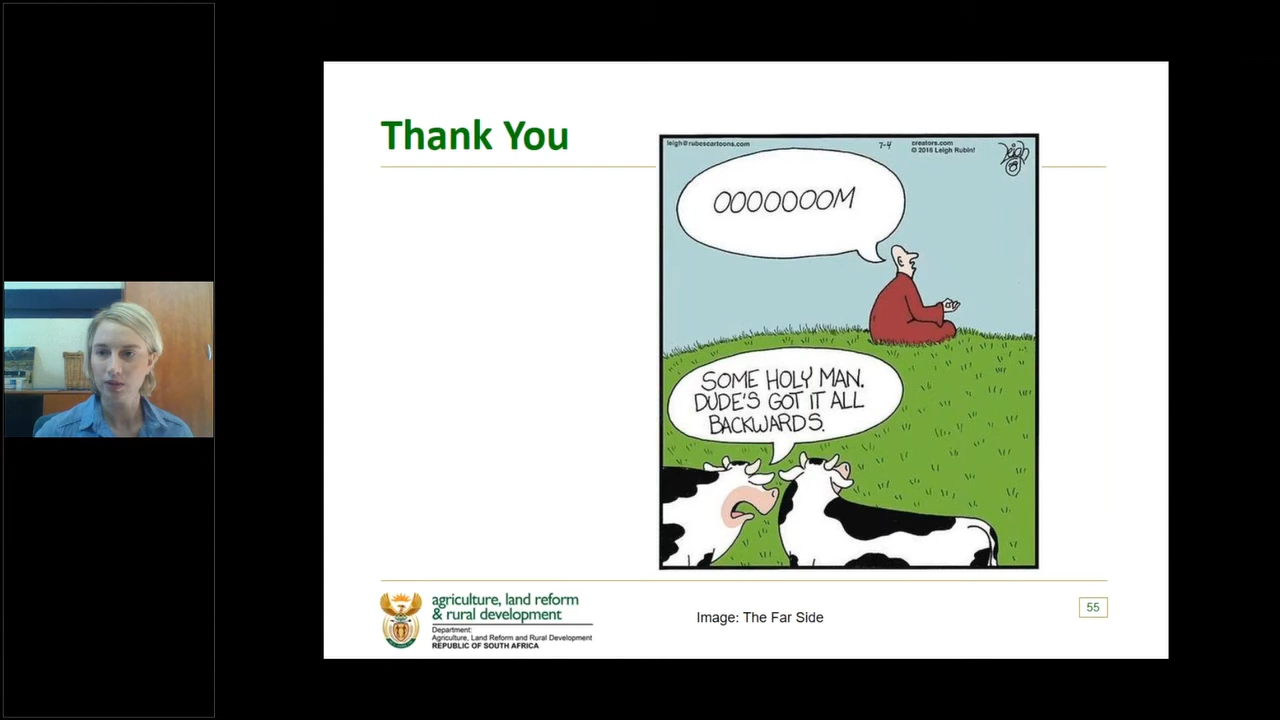 Thank You
leigh@rubescartoons.com
7-4
creators.com
© 2016 Leigh Rubin!
OOOOOOOM
SOME HOLY MAN.
DUDE'S GOT IT ALL
BACKWARDS.
agriculture, land reform
& rural development
Department:
Agriculture, Land Reform and Rural Development
REPUBLIC OF SOUTH AFRICA
Image: The Far Side
55